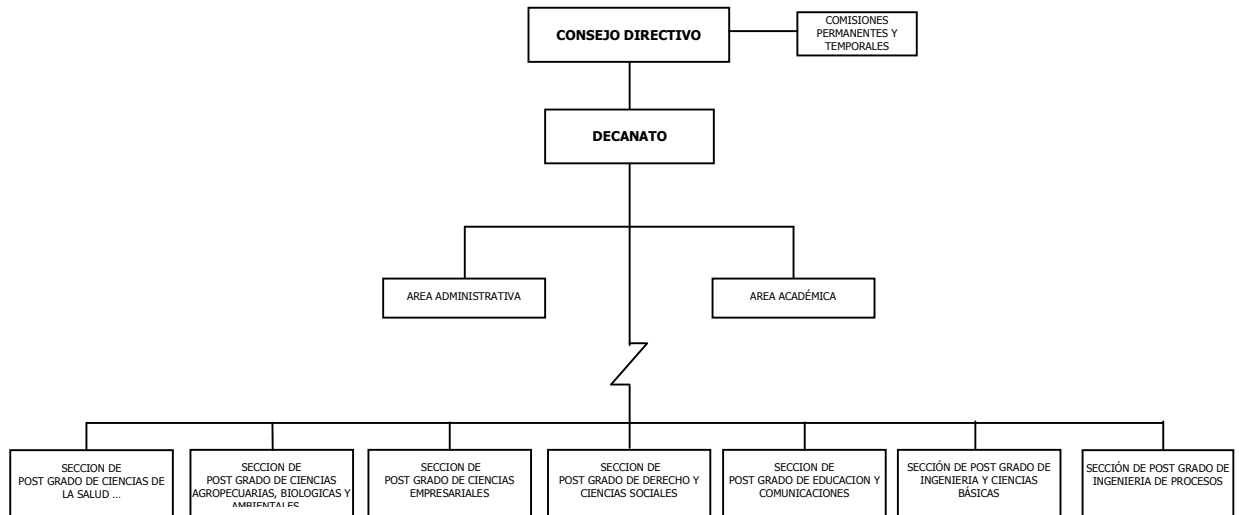 CONSEJO DIRECTIVO
COMISIONES
PERMANENTES Y
TEMPORALES
DECANATO
AREA ADMINISTRATIVA
AREA ACADÉMICA
SECCION DE
POST GRADO DE CIENCIAS DE
LA SALUD ...
SECCION DE
POST GRADO DE CIENCIAS
AGROPECUARIAS, BIOLOGICAS Y
AMBIENTALES
SECCION DE
POST GRADO DE CIENCIAS
EMPRESARIALES
SECCION DE
POST GRADO DE DERECHO Y
CIENCIAS SOCIALES
SECCION DE
POST GRADO DE EDUCACION Y
COMUNICACIONES
SECCIÓN DE POST GRADO DE
INGENIERIA Y CIENCIAS
BÁSICAS
SECCIÓN DE POST GRADO DE
INGENIERIA DE PROCESOS